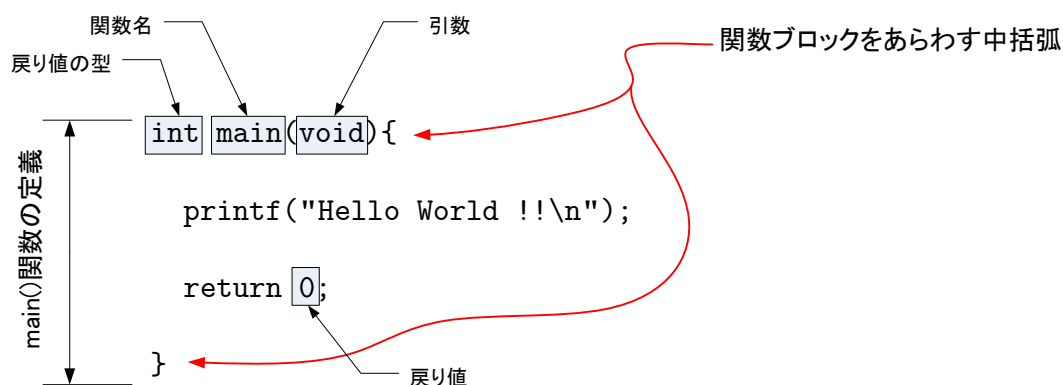 関数名
引数
関数ブロックをあらわす中括弧
戻り値の型
int main(void){
main()関数の定義
printf("Hello World !!\n");
return 0;
}
戻り値